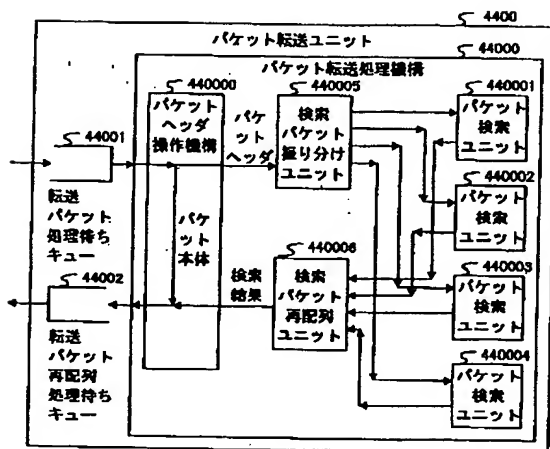 4400
パケット転送ユニット
44000
パケット転送処理機構
440000
パケット
ヘッダ
操作機構
パケット
ヘッダ
パケット
本体
440005
検索
パケット
振り分け
ユニット
440001
パケット
検索
ユニット
440002
パケット
検索
ユニット
440003
パケット
検索
ユニット
440004
パケット
検索
ユニット
440006
検索
パケット
再配列
ユニット
検索
結果
44001
転送
パケット
処理待ち
キュー
44002
転送
パケット
再配列
処理待ち
キュー